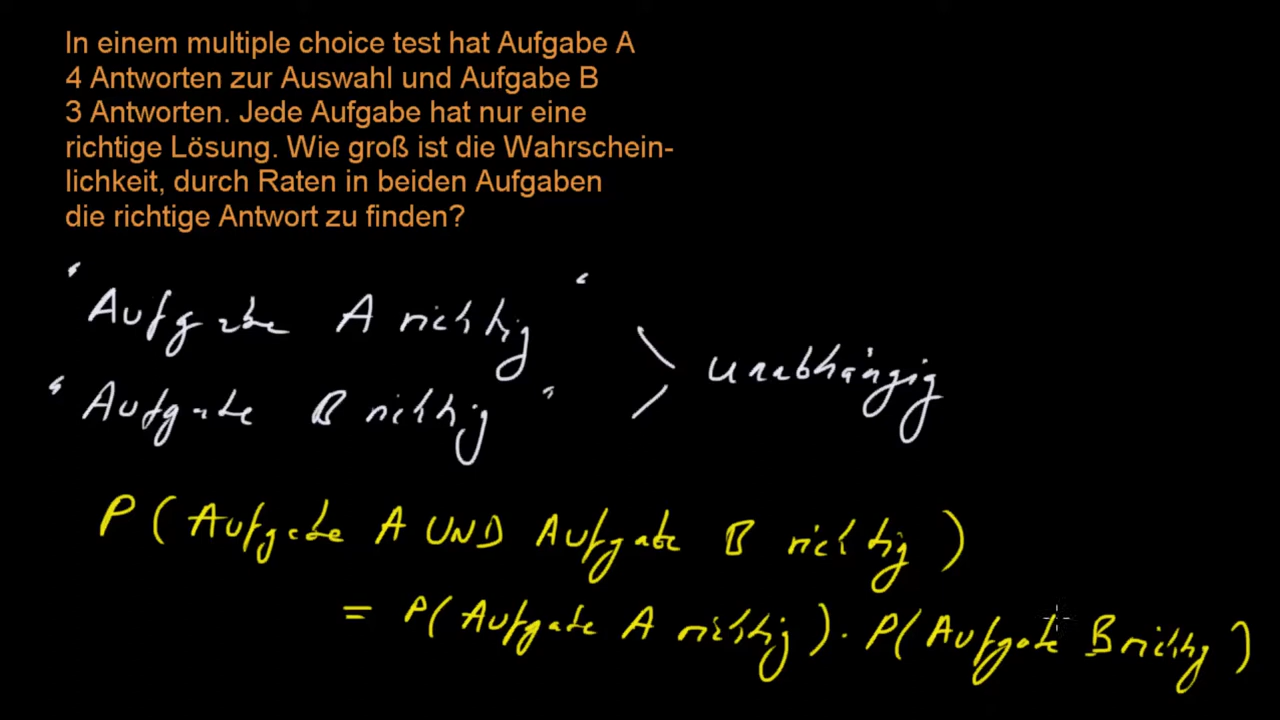 In einem multiple choice test hat Aufgabe A
4 Antworten zur Auswahl und Aufgabe B
3 Antworten. Jede Aufgabe hat nur eine
richtige Lösung. Wie groß ist die Wahrschein-
lichkeit, durch Raten in beiden Aufgaben
die richtige Antwort zu finden?
"Aufgabe A richtig"
"Aufgabe B richtig"
unabhängig
P(Aufgabe A UND Aufgabe B richtig)
= P(Aufgabe A richtig) · P(Aufgabe B richtig)